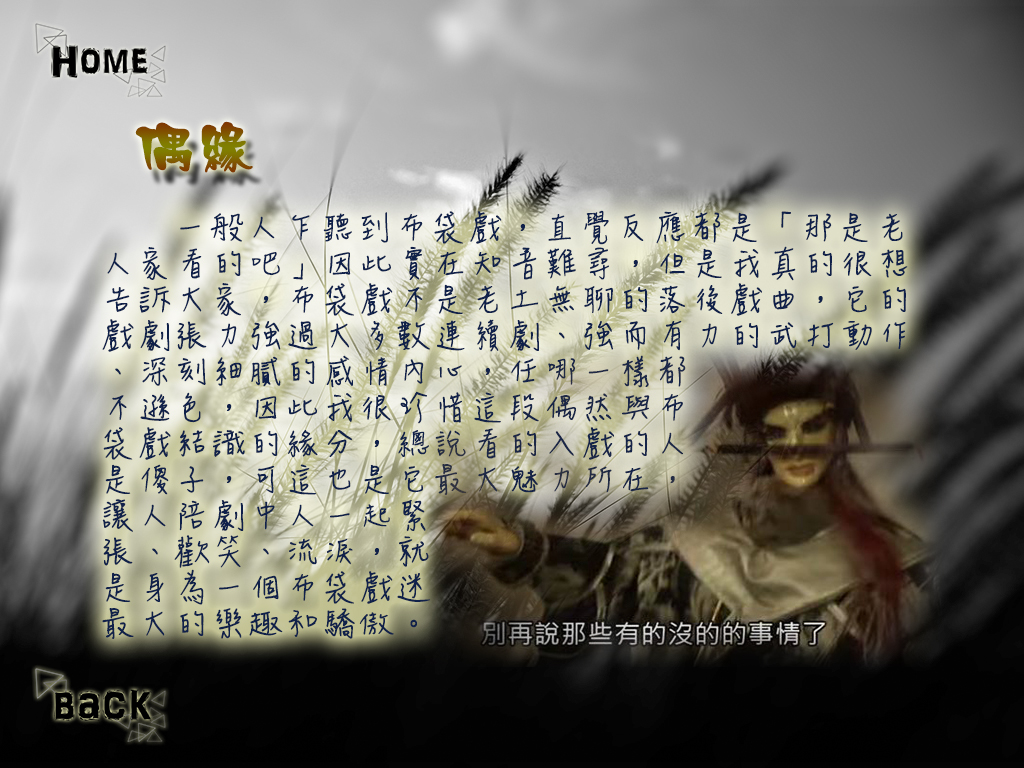 HOME
偶緣
一般人乍聽到布袋戲，直覺反應都是「那是老
人家看的吧」因此實在知音難尋，但是我真的很想
告訴大家，布袋戲不是老土無聊的落後戲曲，它的
戲劇張力強過大多數連續劇、強而有力的武打動作
、深刻細膩的感情內心，任哪一樣都
不遜色，因此我很珍惜這段偶然與布
袋戲結識的緣分，總說看的入戲的人
是傻子，可這也是它最大魅力所在，
讓人陪劇中人一起緊
張、歡笑、流淚，就
是身為一個布袋戲迷
最大的樂趣和驕傲。
別再說那些有的沒的的事情了
BACK